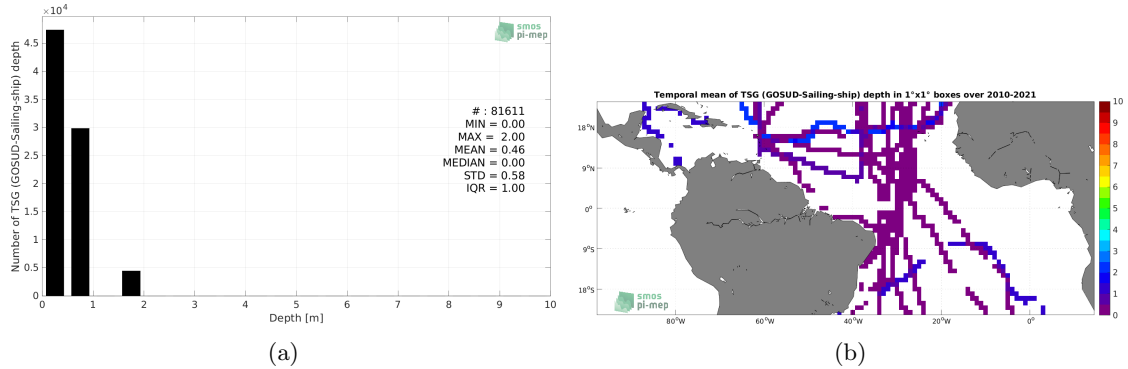 ×10⁴
4.5
4
3.5
3
2.5
2
1.5
1
0.5
0
Number of TSG (GOSUD-Sailing-ship) depth
smos
pi-mep
# : 81611
MIN = 0.00
MAX = 2.00
MEAN = 0.46
MEDIAN = 0.00
STD = 0.58
IQR = 1.00
0 1 2 3 4 5 6 7 8 9 10
Depth [m]
(a)
Temporal mean of TSG (GOSUD-Sailing-ship) depth in 1°x1° boxes over 2010-2021
18°N
9°N
0°
9°S
18°S
smos
pi-mep
80°W 60°W 40°W 20°W 0°
10
9
8
7
6
5
4
3
2
1
0
(b)